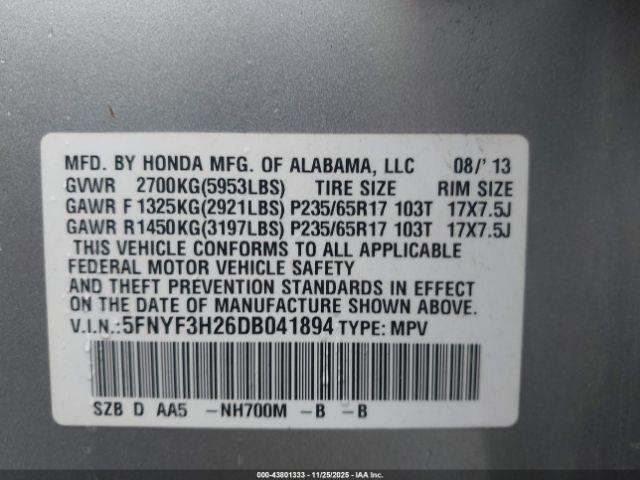 MFD. BY HONDA MFG. OF ALABAMA, LLC 08/'13
GVWR 2700KG(5953LBS) TIRE SIZE RIM SIZE
GAWR F 1325KG(2921LBS) P235/65R17 103T 17X7.5J
GAWR R1450KG(3197LBS) P235/65R17 103T 17X7.5J
THIS VEHICLE CONFORMS TO ALL APPLICABLE
FEDERAL MOTOR VEHICLE SAFETY
AND THEFT PREVENTION STANDARDS IN EFFECT
ON THE DATE OF MANUFACTURE SHOWN ABOVE.
V.I.N.:5FNYF3H26DB041894 TYPE: MPV
SZB D AA5 -NH700M -B -B
000-43801333 - 11/25/2025 - IAA Inc.